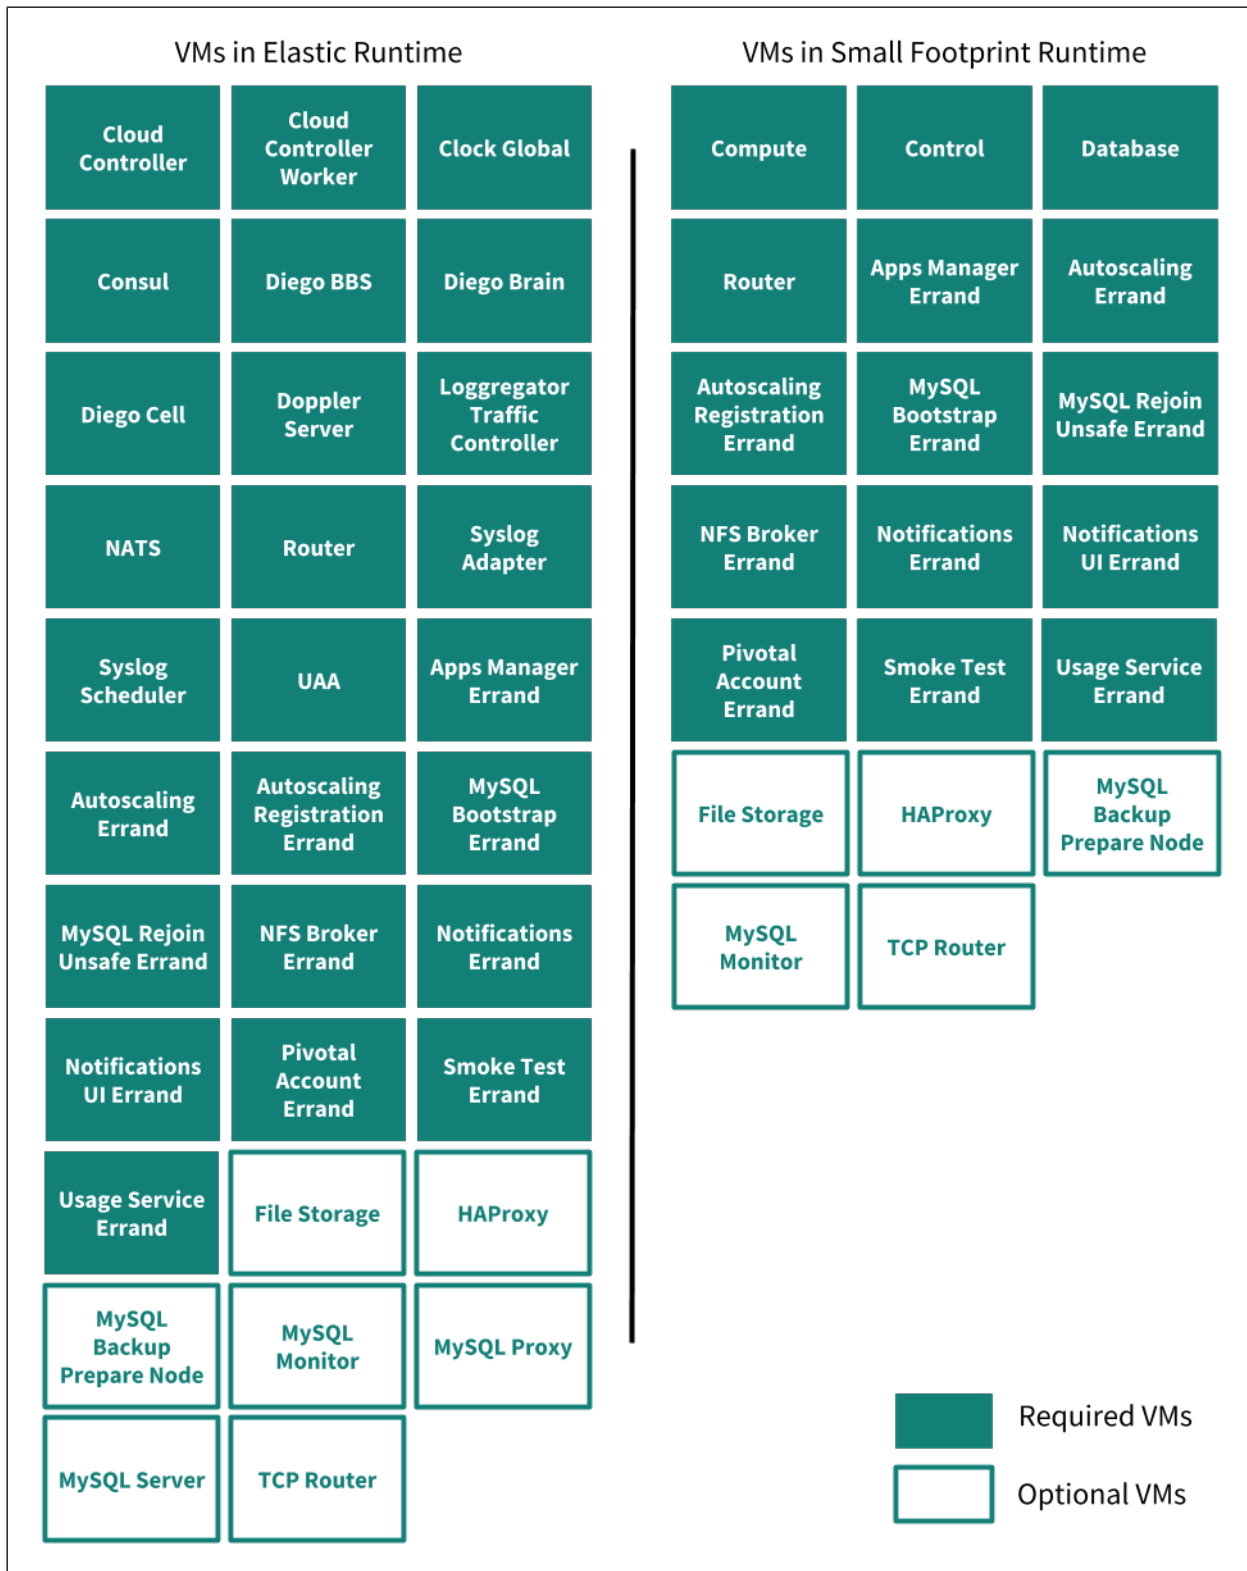 VMs in Elastic Runtime
Cloud
Controller
Cloud
Controller
Worker
Clock Global
Consul
Diego BBS
Diego Brain
Diego Cell
Doppler
Server
Loggregator
Traffic
Controller
NATS
Router
Syslog
Adapter
Syslog
Scheduler
UAA
Apps Manager
Errand
Autoscaling
Errand
Autoscaling
Registration
Errand
MySQL
Bootstrap
Errand
MySQL Rejoin
Unsafe Errand
NFS Broker
Errand
Notifications
Errand
Notifications
UI Errand
Pivotal
Account
Errand
Smoke Test
Errand
Usage Service
Errand
File Storage
HAProxy
MySQL
Backup
Prepare Node
MySQL
Monitor
MySQL Proxy
MySQL Server
TCP Router
VMs in Small Footprint Runtime
Compute
Control
Database
Router
Apps Manager
Errand
Autoscaling
Errand
Autoscaling
Registration
Errand
MySQL
Bootstrap
Errand
MySQL Rejoin
Unsafe Errand
NFS Broker
Errand
Notifications
Errand
Notifications
UI Errand
Pivotal
Account
Errand
Smoke Test
Errand
Usage Service
Errand
File Storage
HAProxy
MySQL
Backup
Prepare Node
MySQL
Monitor
TCP Router
Required VMs
Optional VMs